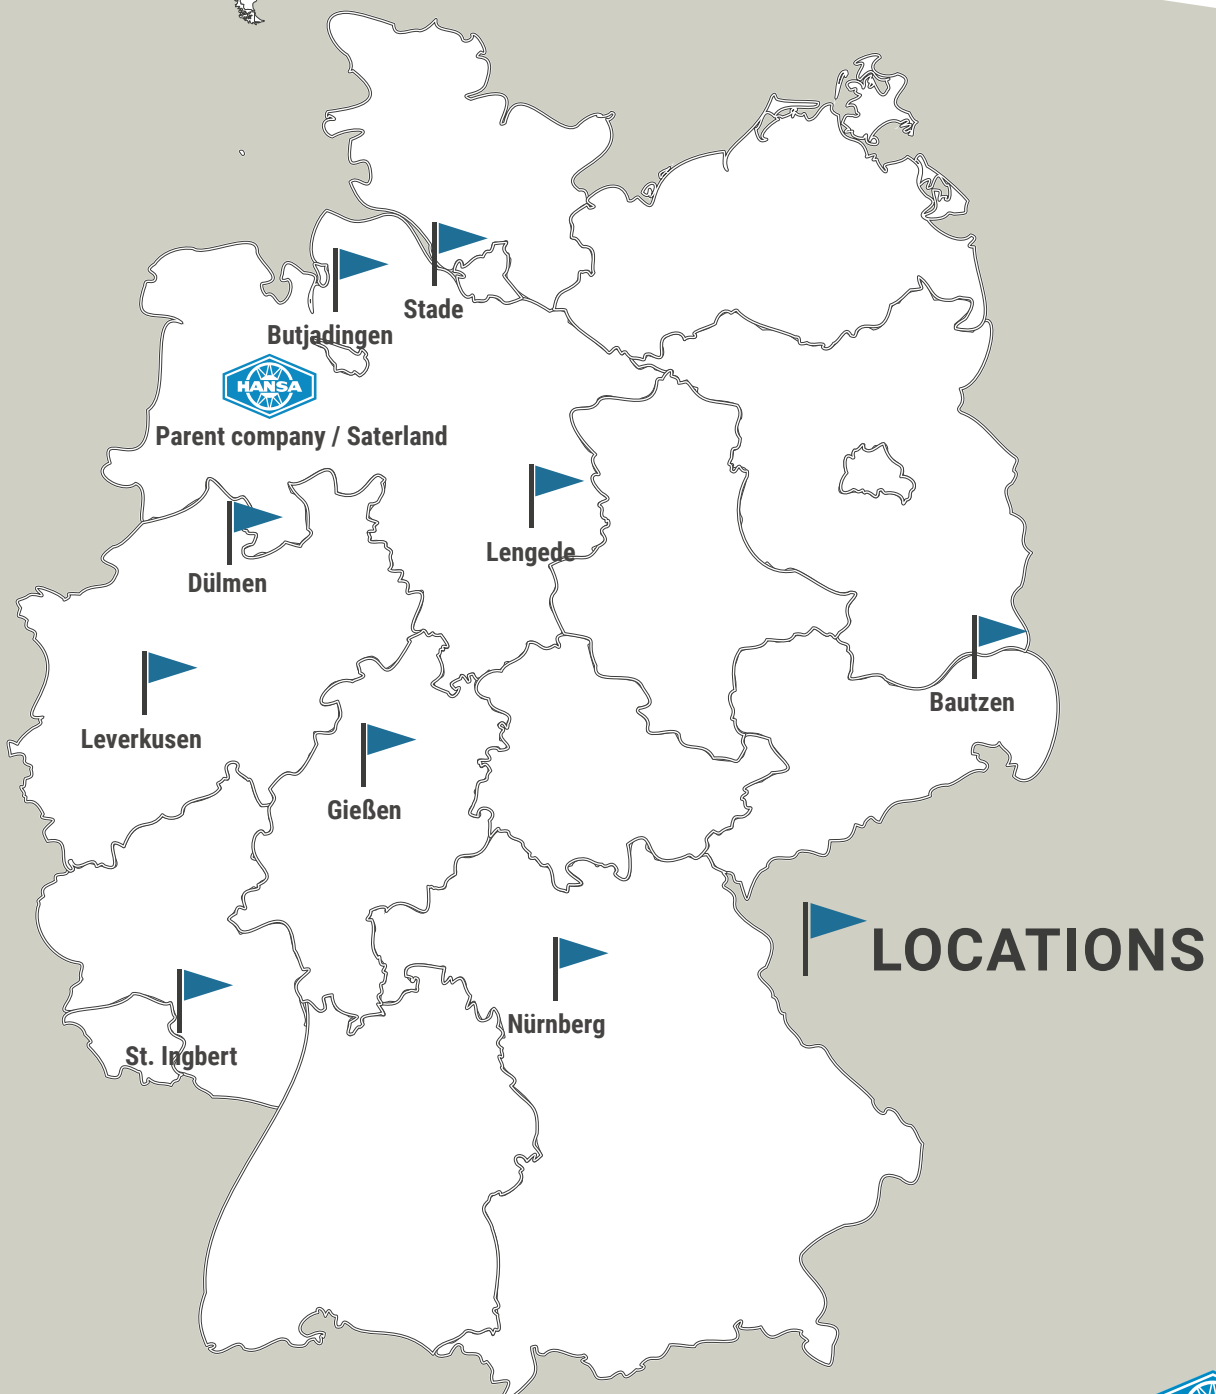 Stade
Butjadingen
HANSA
Parent company / Saterland
Lengede
Dülmen
Bautzen
Leverkusen
Gießen
LOCATIONS
Nürnberg
St. Ingbert